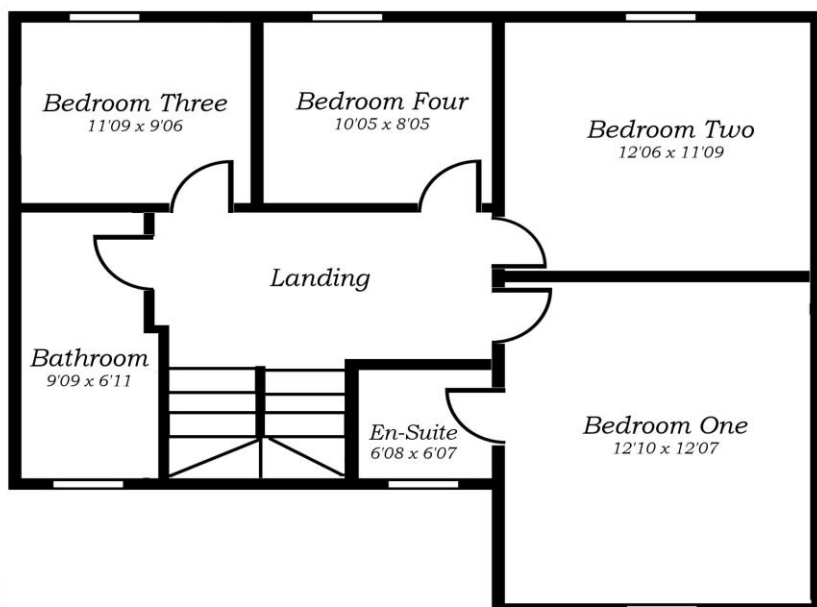 Bedroom Three
11'09 x 9'06
Bedroom Four
10'05 x 8'05
Bedroom Two
12'06 x 11'09
Landing
Bathroom
9'09 x 6'11
En-Suite
6'08 x 6'07
Bedroom One
12'10 x 12'07